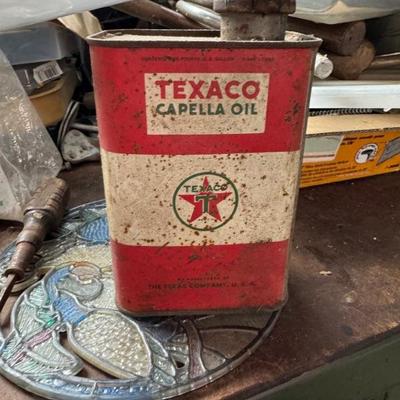 TEXACO
CAPELLA OIL
TEXACO
T
THE TEXAS COMPANY, U. S. A.